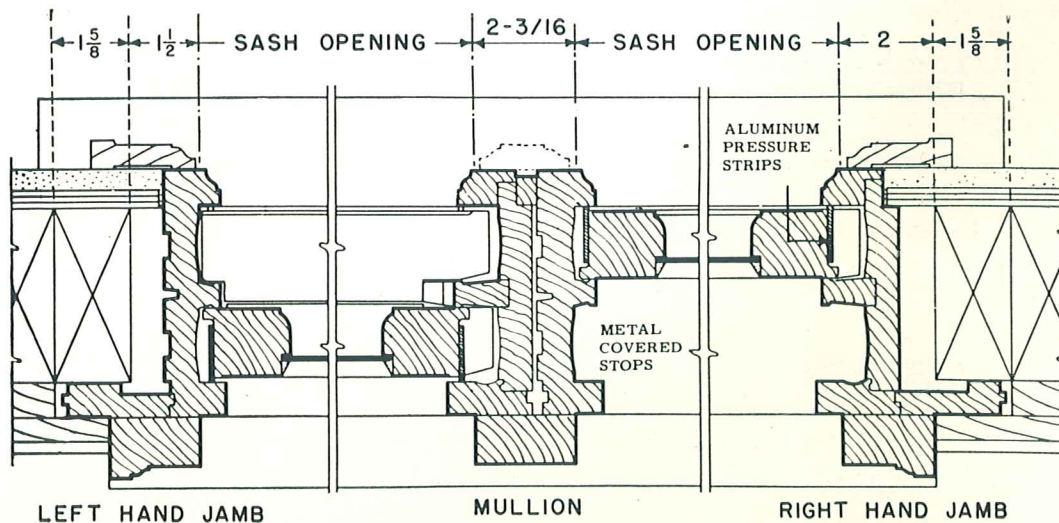 1 5/8 1 1/2 SASH OPENING 2-3/16 SASH OPENING 2 1 5/8
ALUMINUM
PRESSURE
STRIPS
METAL
COVERED
STOPS
LEFT HAND JAMB MULLION RIGHT HAND JAMB